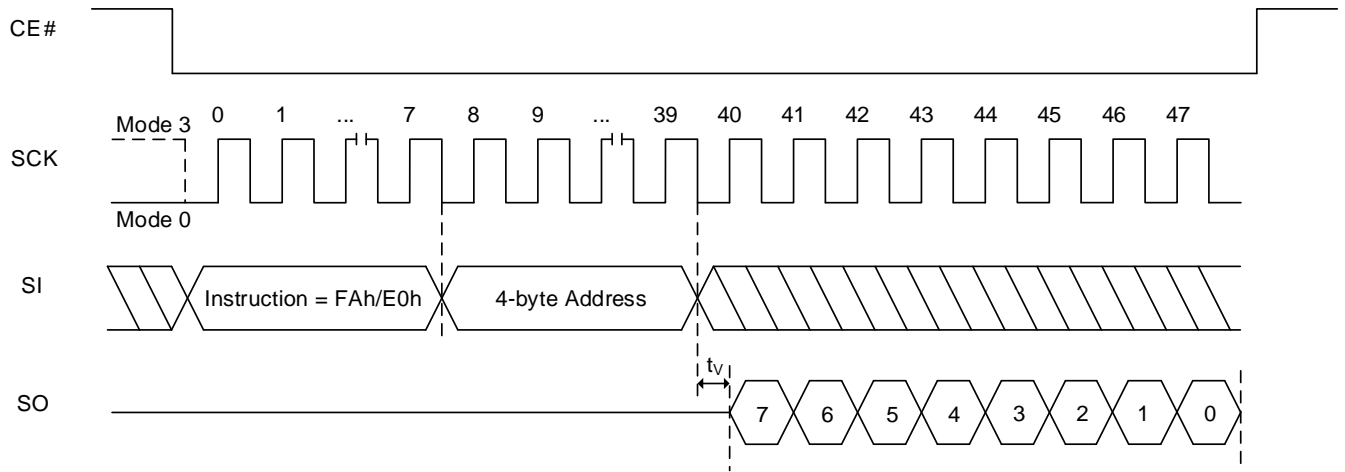 CE#
0 1 ... 7 8 9 ... 39 40 41 42 43 44 45 46 47
Mode 3
SCK
Mode 0
SI
Instruction = FAh/E0h 4-byte Address
tV
SO
7 6 5 4 3 2 1 0